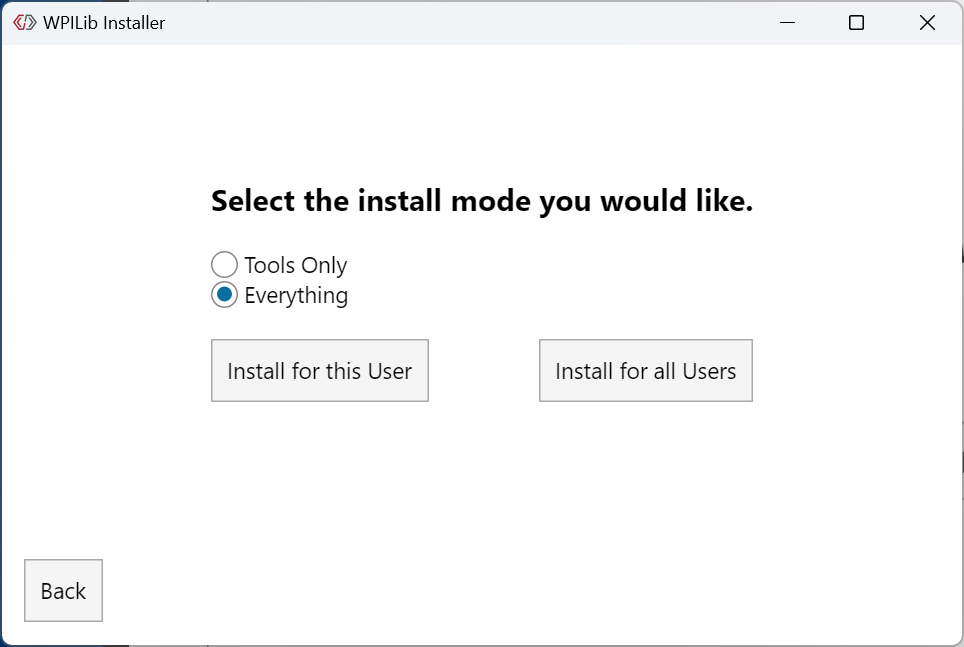 WPILib Installer
Select the install mode you would like.
Tools Only
Everything
Install for this User
Install for all Users
Back